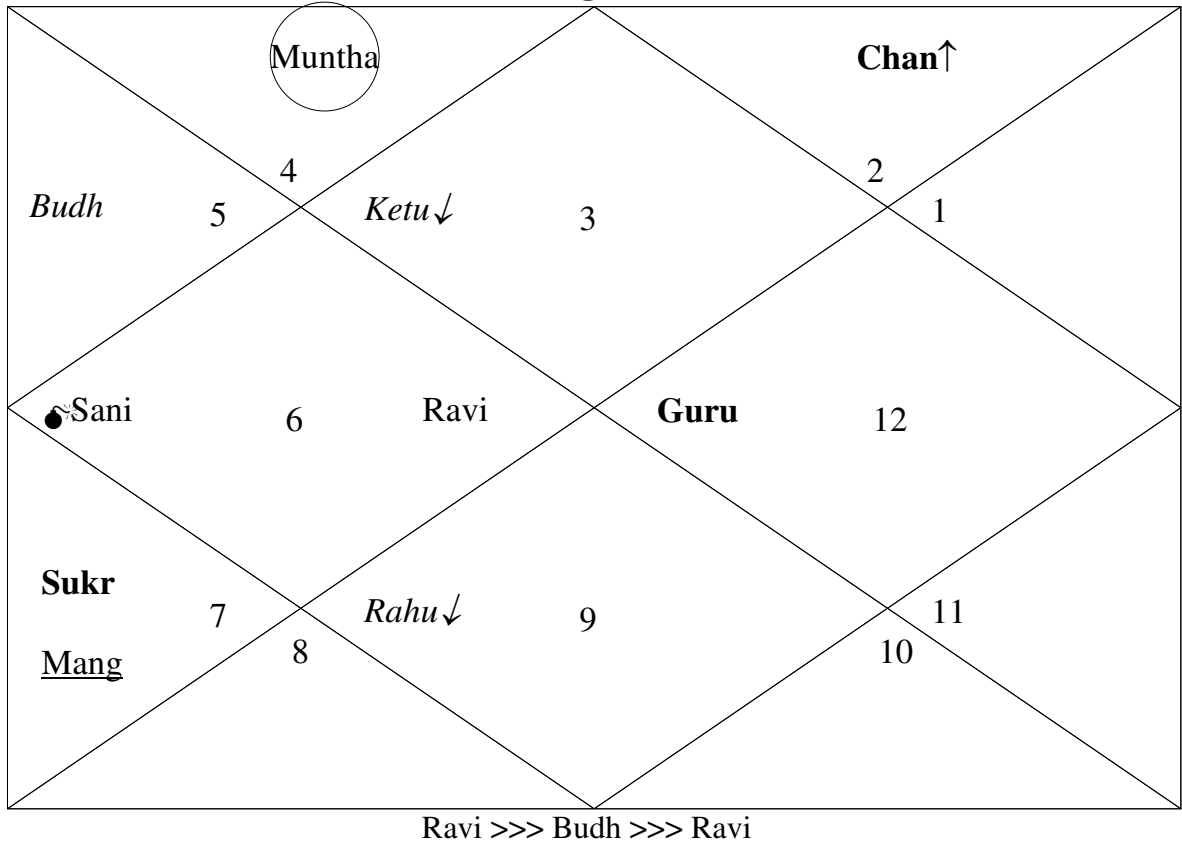 Muntha Chan↑
4 2
Budh 5 Ketu↓ 3 1
Sani 6 Ravi Guru 12
Sukr
7 Rahu↓ 9 11
Mang 8 10
Ravi >>> Budh >>> Ravi